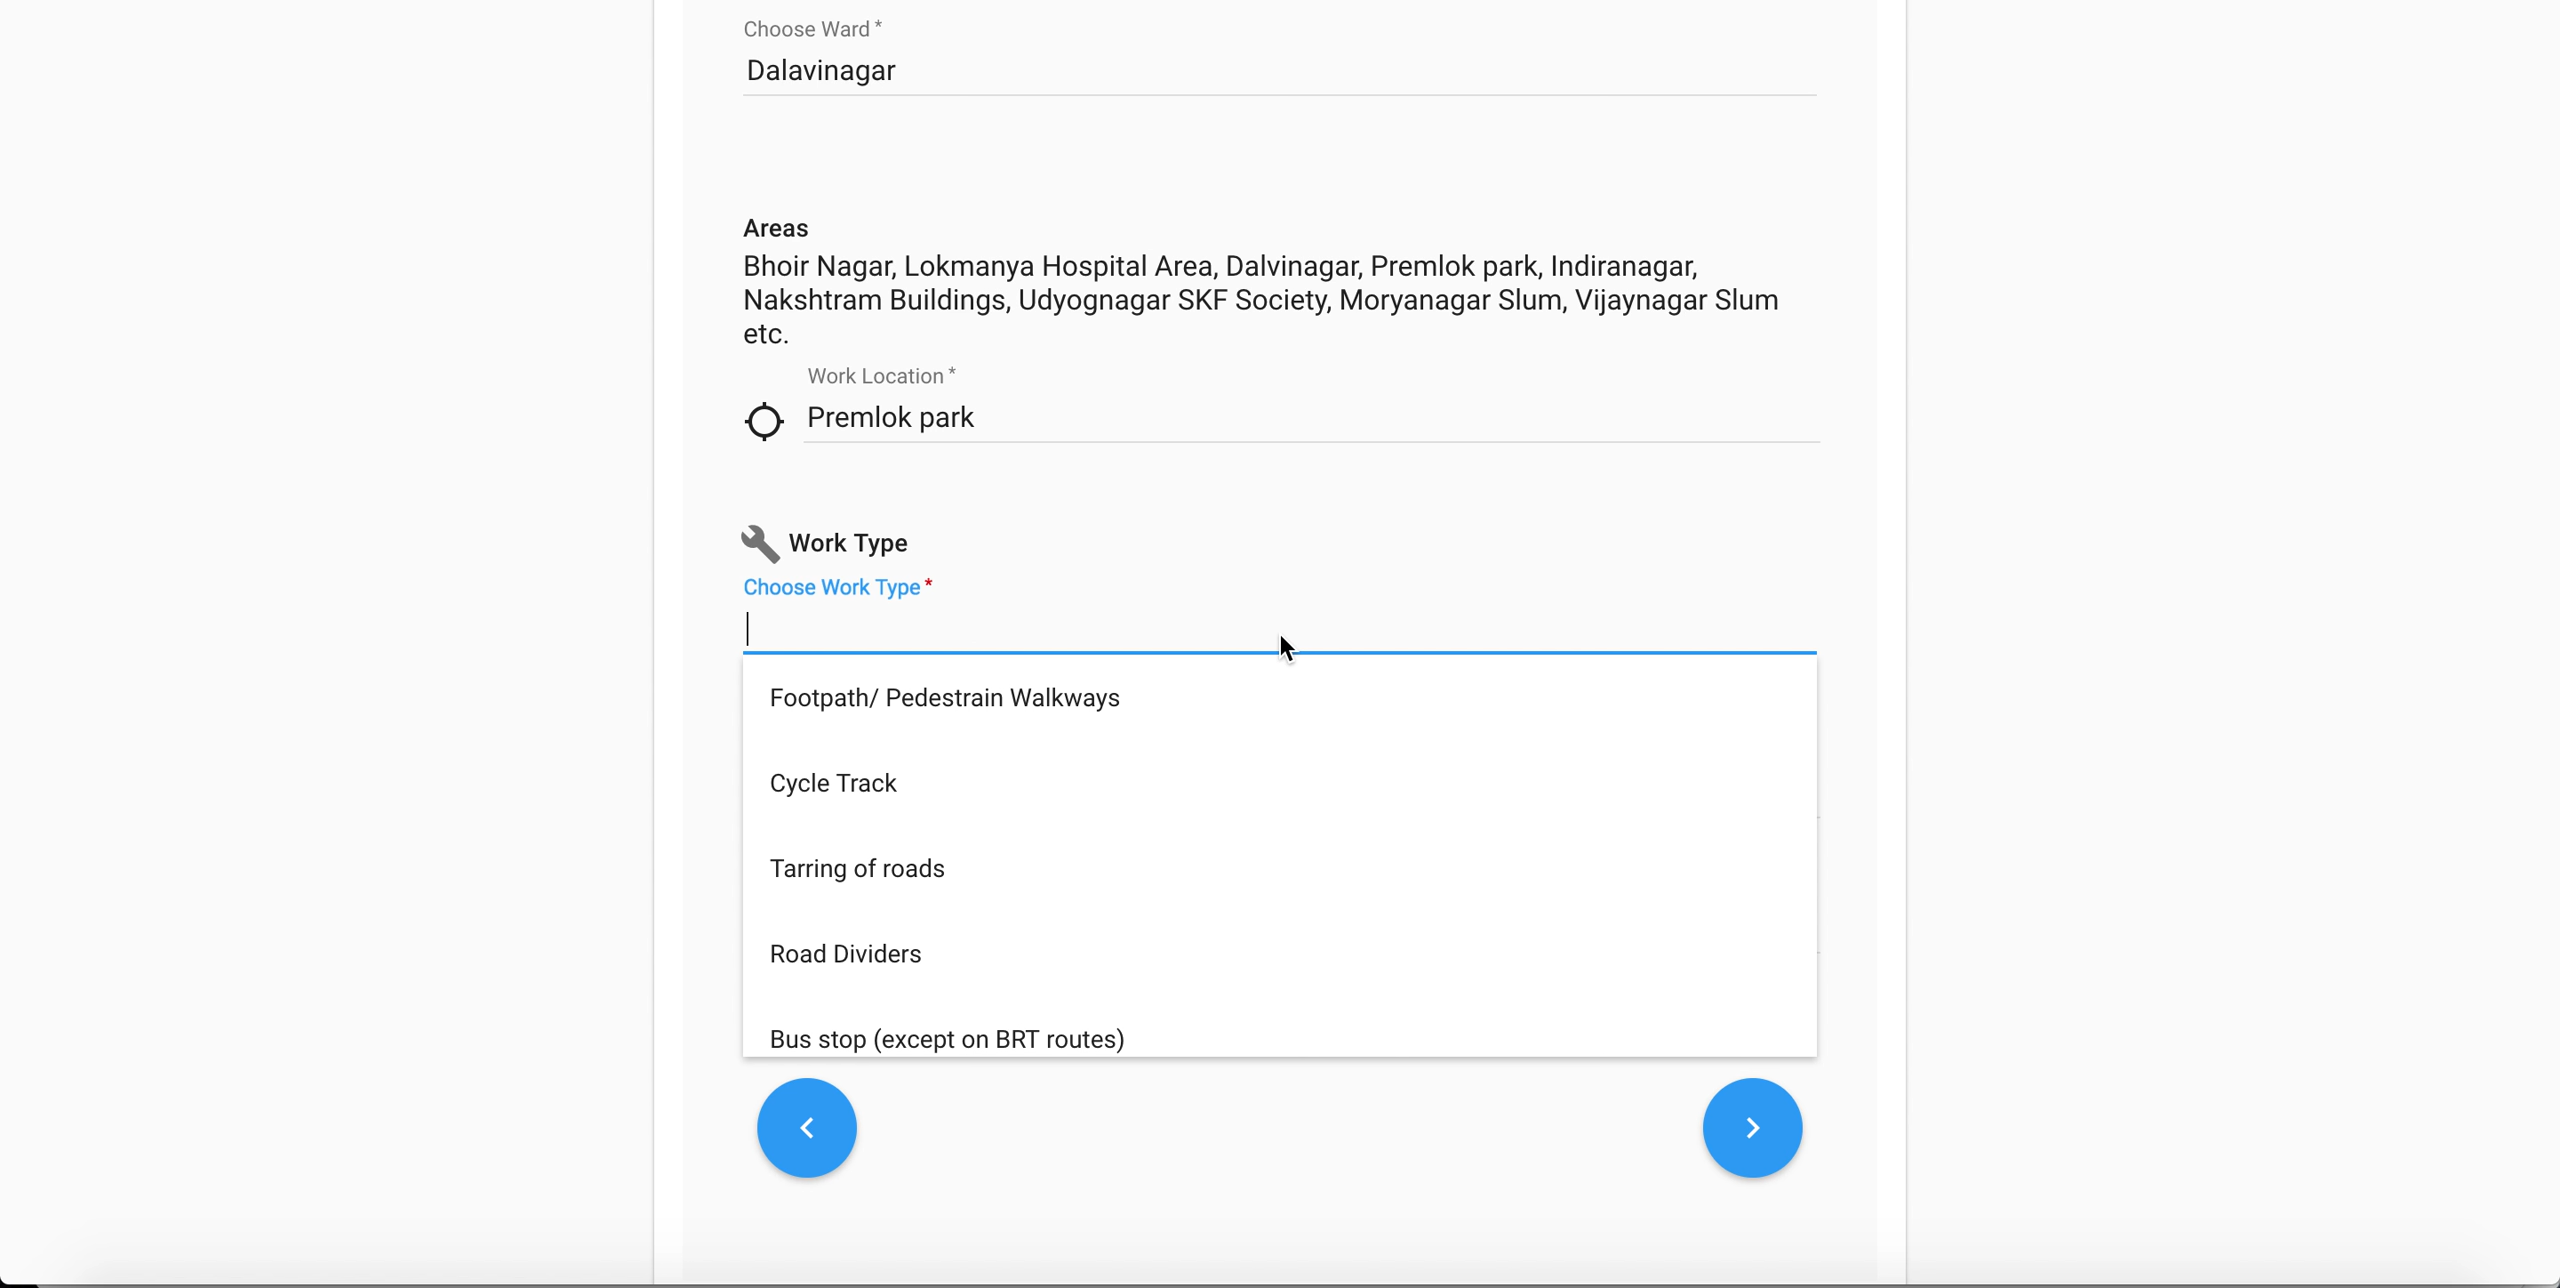 Choose Ward *
Dalavinagar
Areas
Bhoir Nagar, Lokmanya Hospital Area, Dalvinagar, Premlok park, Indiranagar,
Nakshtram Buildings, Udyognagar SKF Society, Moryanagar Slum, Vijaynagar Slum
etc.
Work Location *
Premlok park
Work Type
Choose Work Type *
Footpath/ Pedestrain Walkways
Cycle Track
Tarring of roads
Road Dividers
Bus stop (except on BRT routes)